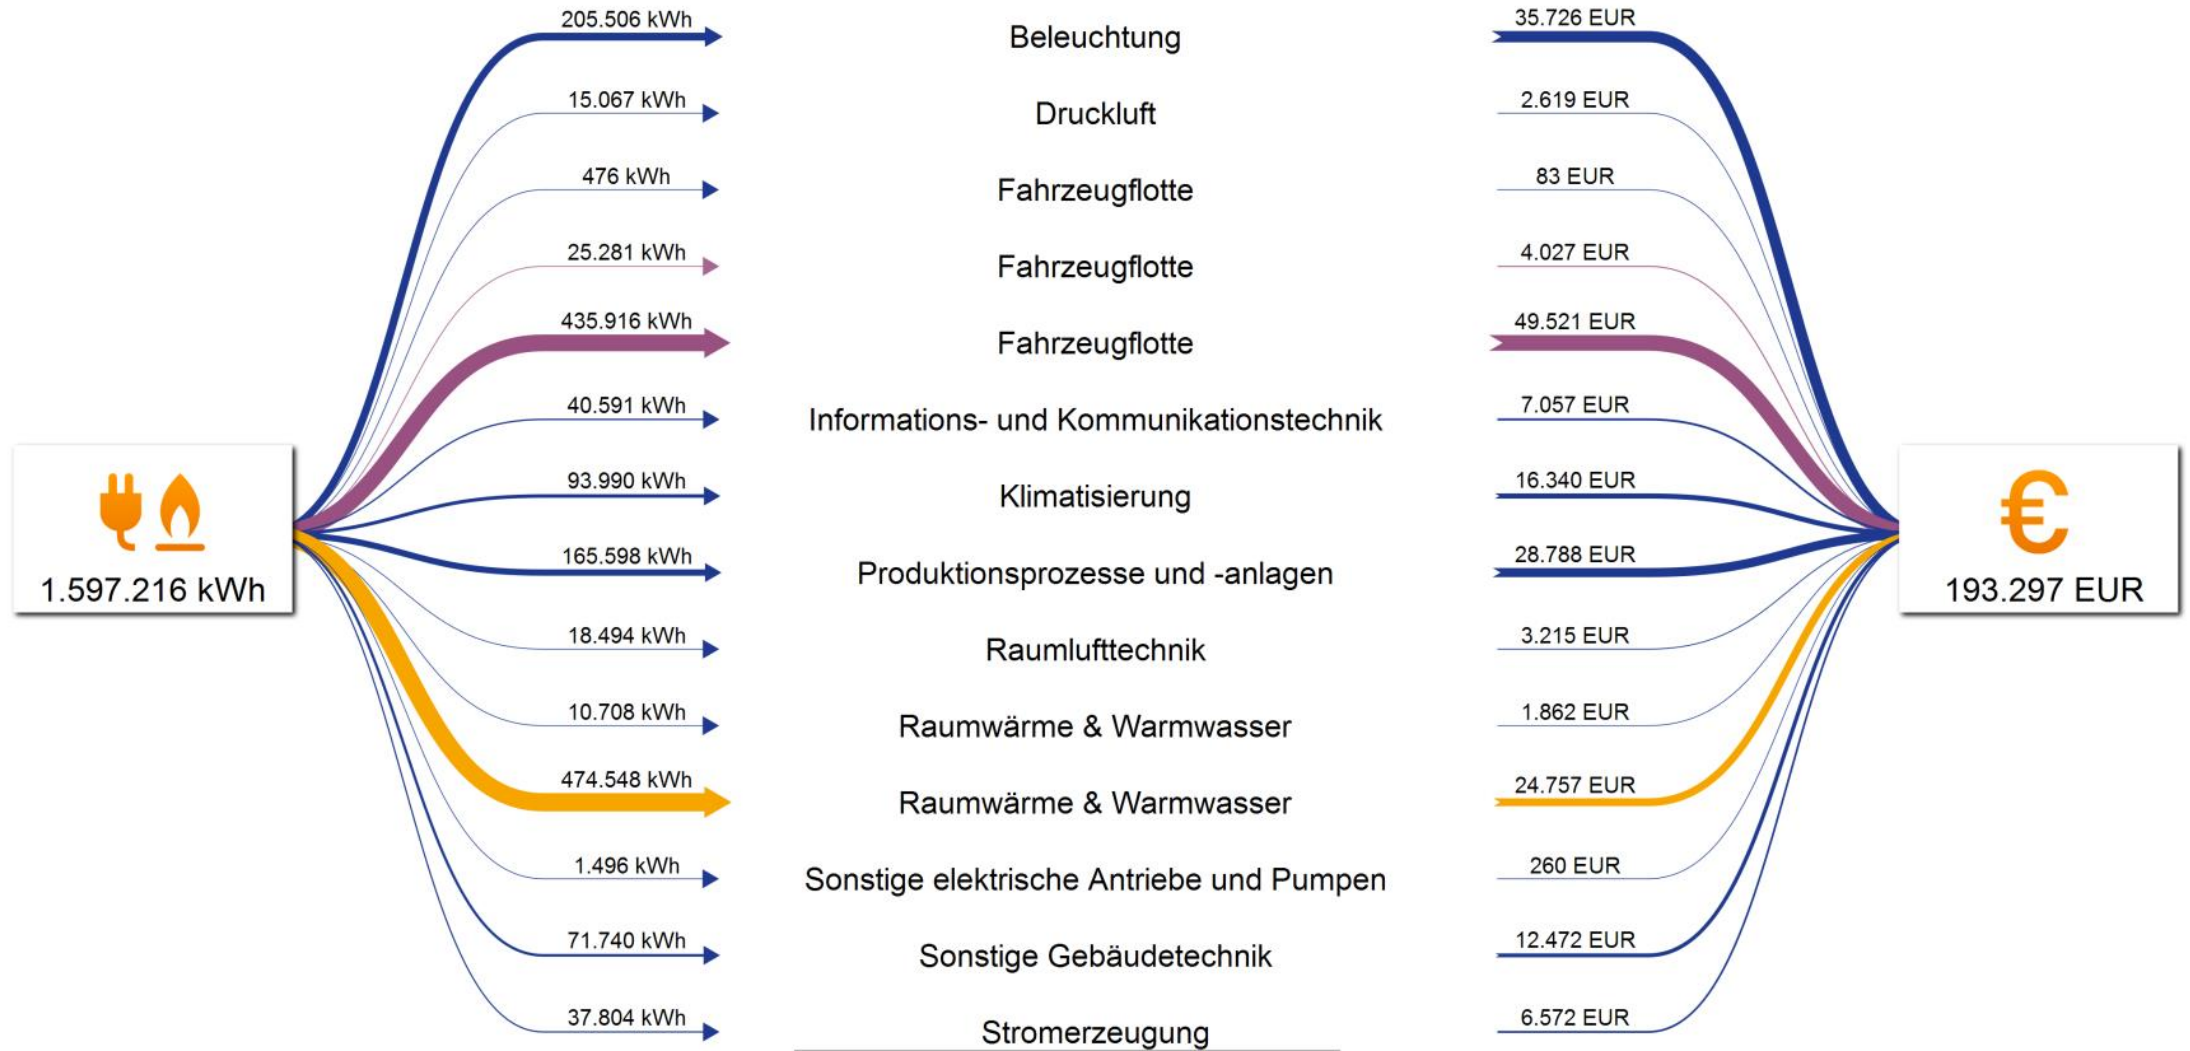 205.506 kWh Beleuchtung 35.726 EUR
15.067 kWh Druckluft 2.619 EUR
476 kWh Fahrzeugflotte 83 EUR
25.281 kWh Fahrzeugflotte 4.027 EUR
435.916 kWh Fahrzeugflotte 49.521 EUR
40.591 kWh Informations- und Kommunikationstechnik 7.057 EUR
93.990 kWh Klimatisierung 16.340 EUR
165.598 kWh Produktionsprozesse und -anlagen 28.788 EUR
€
1.597.216 kWh
193.297 EUR
18.494 kWh Raumlufttechnik 3.215 EUR
10.708 kWh Raumwärme & Warmwasser 1.862 EUR
474.548 kWh Raumwärme & Warmwasser 24.757 EUR
1.496 kWh Sonstige elektrische Antriebe und Pumpen 260 EUR
71.740 kWh Sonstige Gebäudetechnik 12.472 EUR
37.804 kWh Stromerzeugung 6.572 EUR